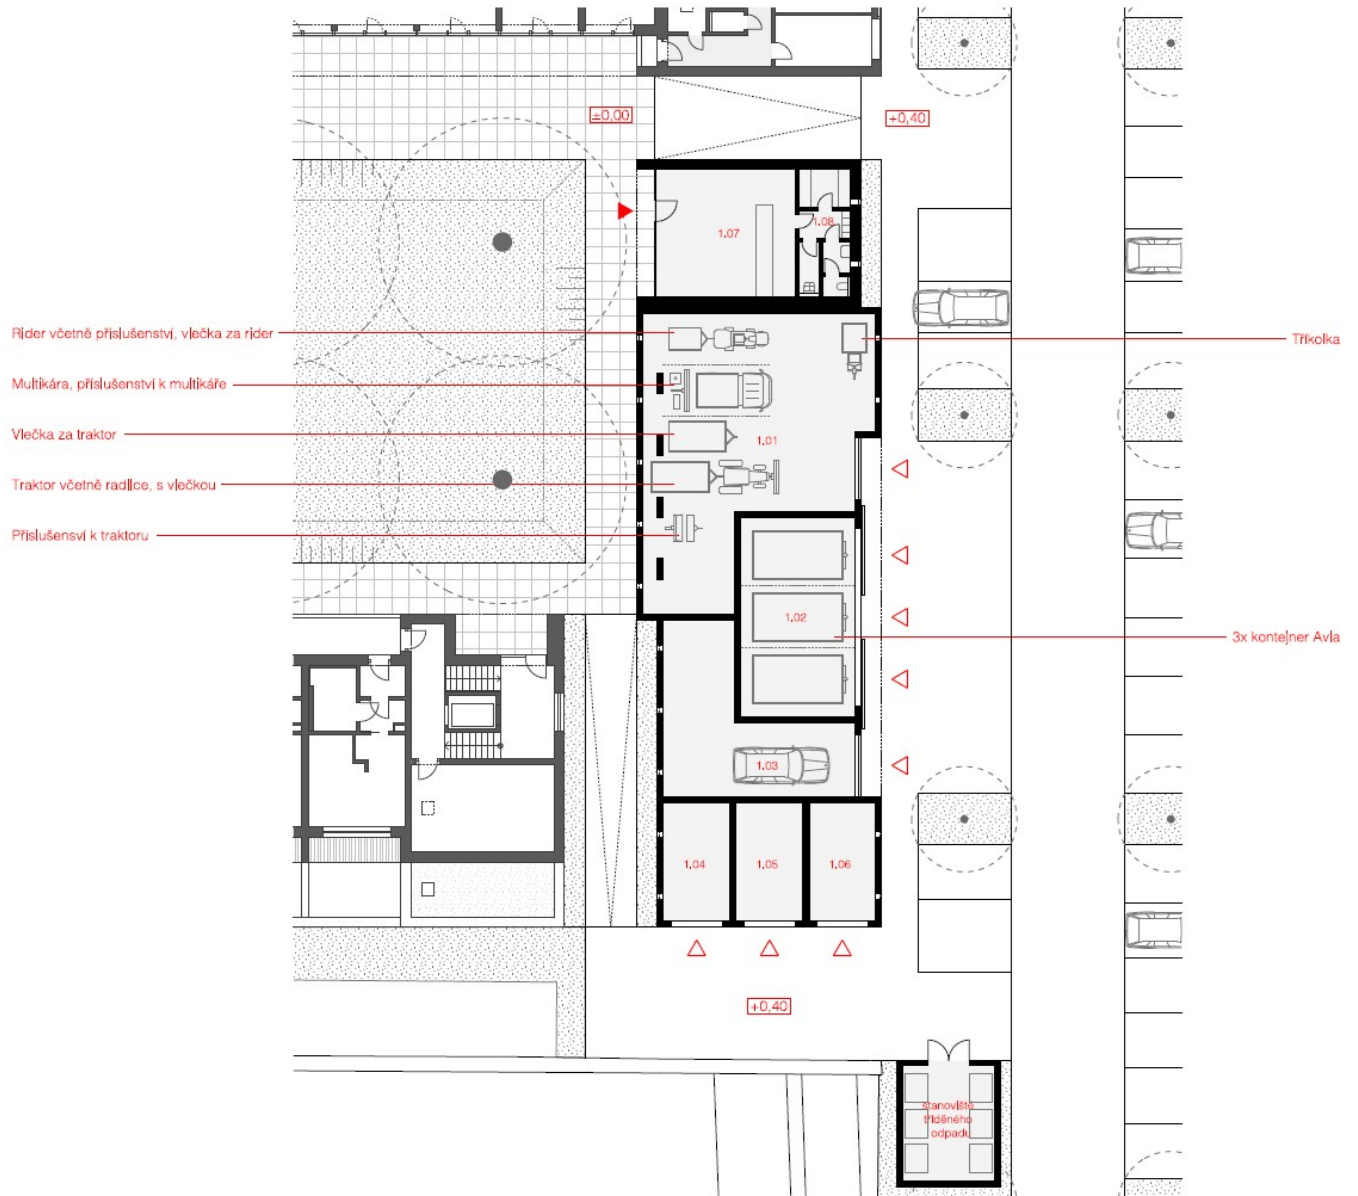 ±0,00
+0,40
1.07
1.08
Rider včetně příslušenství, vlečka za rider
Tříkolka
Multikára, příslušenství k multikáře
Vlečka za traktor
1.01
Traktor včetně radlice, s vlečkou
Příslušensví k traktoru
1.02
3x kontejner Avia
1.03
1.04
1.05
1.06
+0,40
stanoviště
tříděného
odpadu